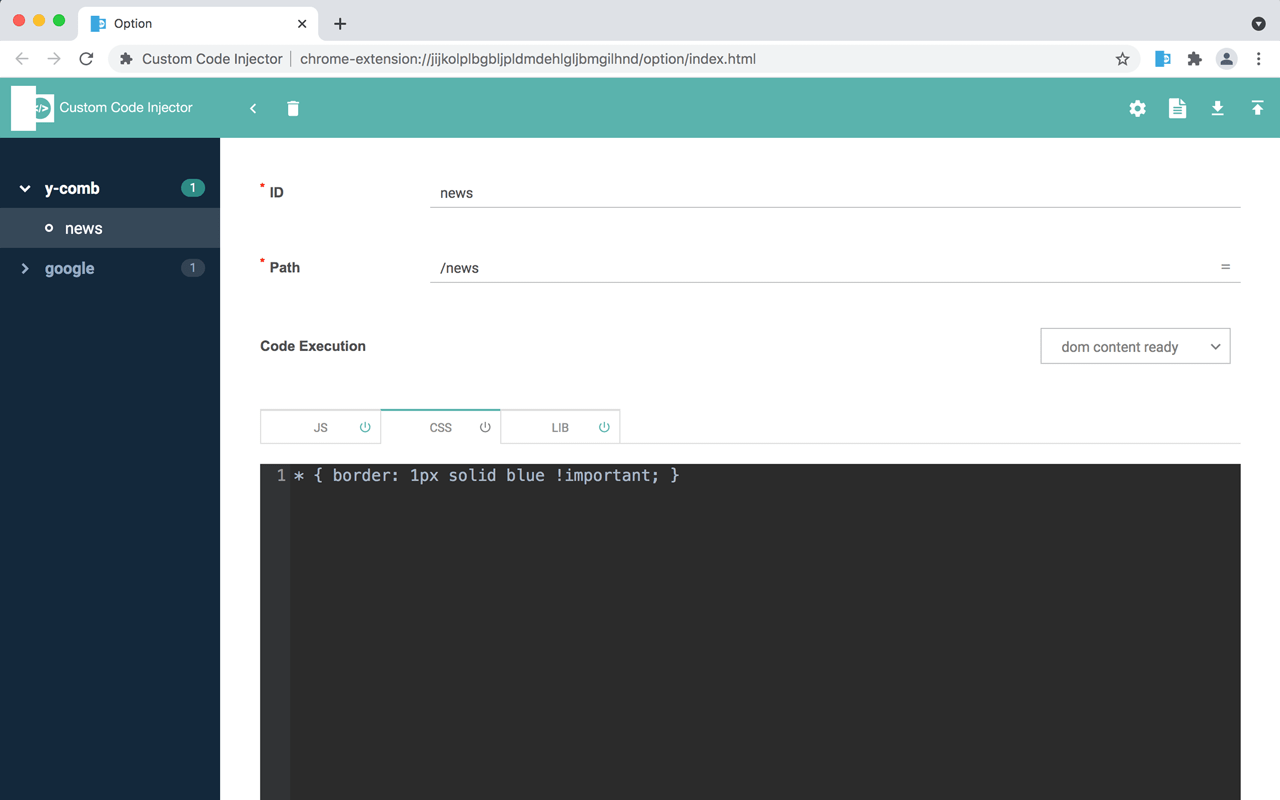 Option
Custom Code Injector chrome-extension://jijkolplbgbljpldmdehlgljbmgilhnd/option/index.html
</> Custom Code Injector
y-comb 1
news
google 1
* ID news
* Path /news =
Code Execution dom content ready
JS CSS LIB
1 * { border: 1px solid blue !important; }